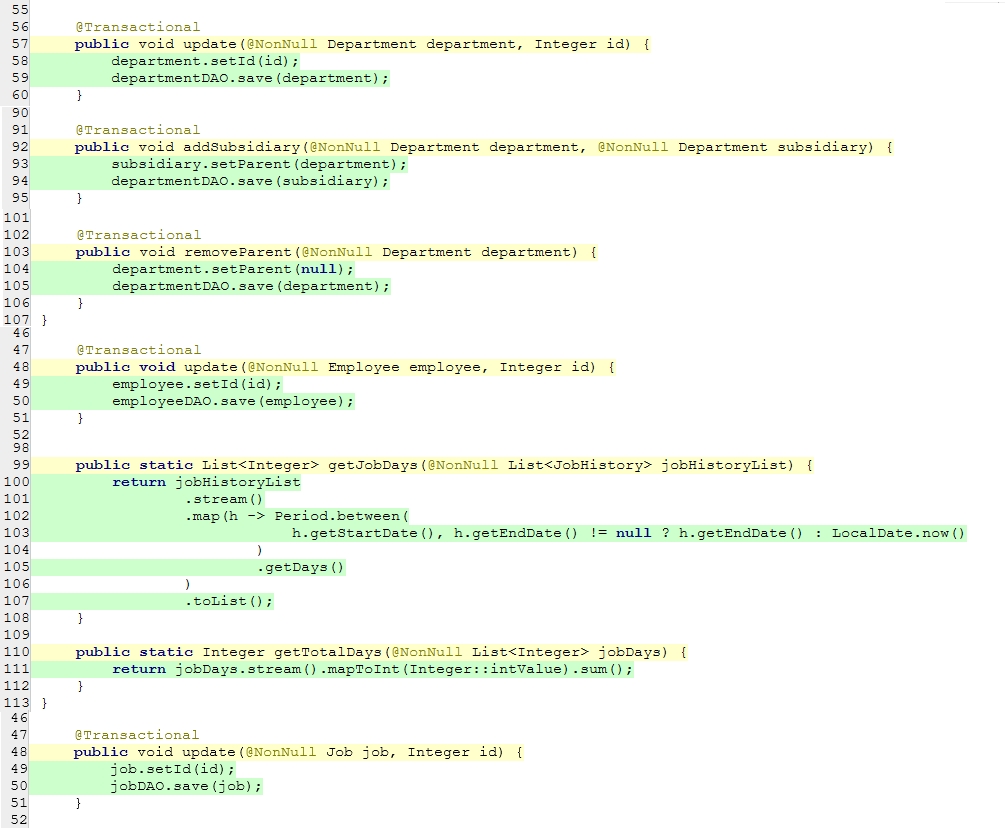 55
56 @Transactional
57 public void update(@NonNull Department department, Integer id) {
58 department.setId(id);
59 departmentDAO.save(department);
60 }
90
91 @Transactional
92 public void addSubsidiary(@NonNull Department department, @NonNull Department subsidiary) {
93 subsidiary.setParent(department);
94 departmentDAO.save(subsidiary);
95 }
101
102 @Transactional
103 public void removeParent(@NonNull Department department) {
104 department.setParent(null);
105 departmentDAO.save(department);
106 }
107 }
46
47 @Transactional
48 public void update(@NonNull Employee employee, Integer id) {
49 employee.setId(id);
50 employeeDAO.save(employee);
51 }
52
98
99 public static List<Integer> getJobDays(@NonNull List<JobHistory> jobHistoryList) {
100 return jobHistoryList
101 .stream()
102 .map(h -> Period.between(
103 h.getStartDate(), h.getEndDate() != null ? h.getEndDate() : LocalDate.now()
104 )
105 .getDays()
106 )
107 .toList();
108 }
109
110 public static Integer getTotalDays(@NonNull List<Integer> jobDays) {
111 return jobDays.stream().mapToInt(Integer::intValue).sum();
112 }
113 }
46
47 @Transactional
48 public void update(@NonNull Job job, Integer id) {
49 job.setId(id);
50 jobDAO.save(job);
51 }
52